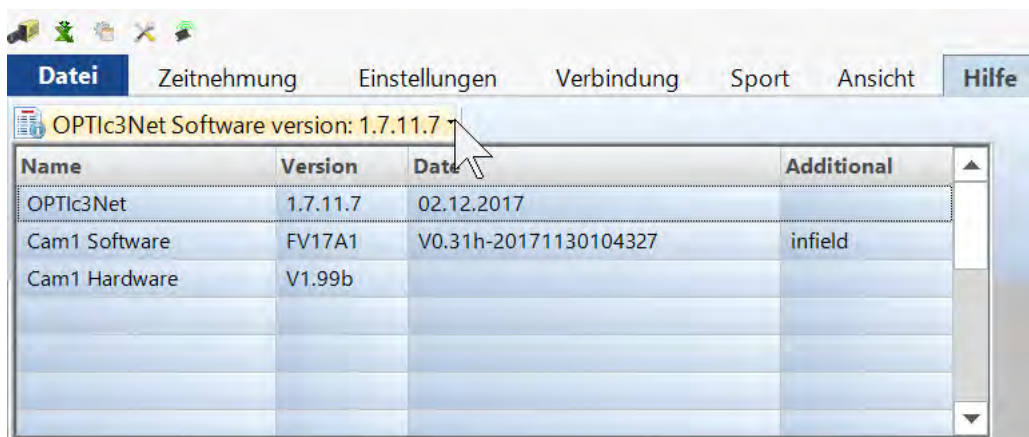 Datei Zeitnehmung Einstellungen Verbindung Sport Ansicht Hilfe
OPTIc3Net Software version: 1.7.11.7
Name Version Date Additional
OPTIc3Net 1.7.11.7 02.12.2017
Cam1 Software FV17A1 V0.31h-20171130104327 infield
Cam1 Hardware V1.99b